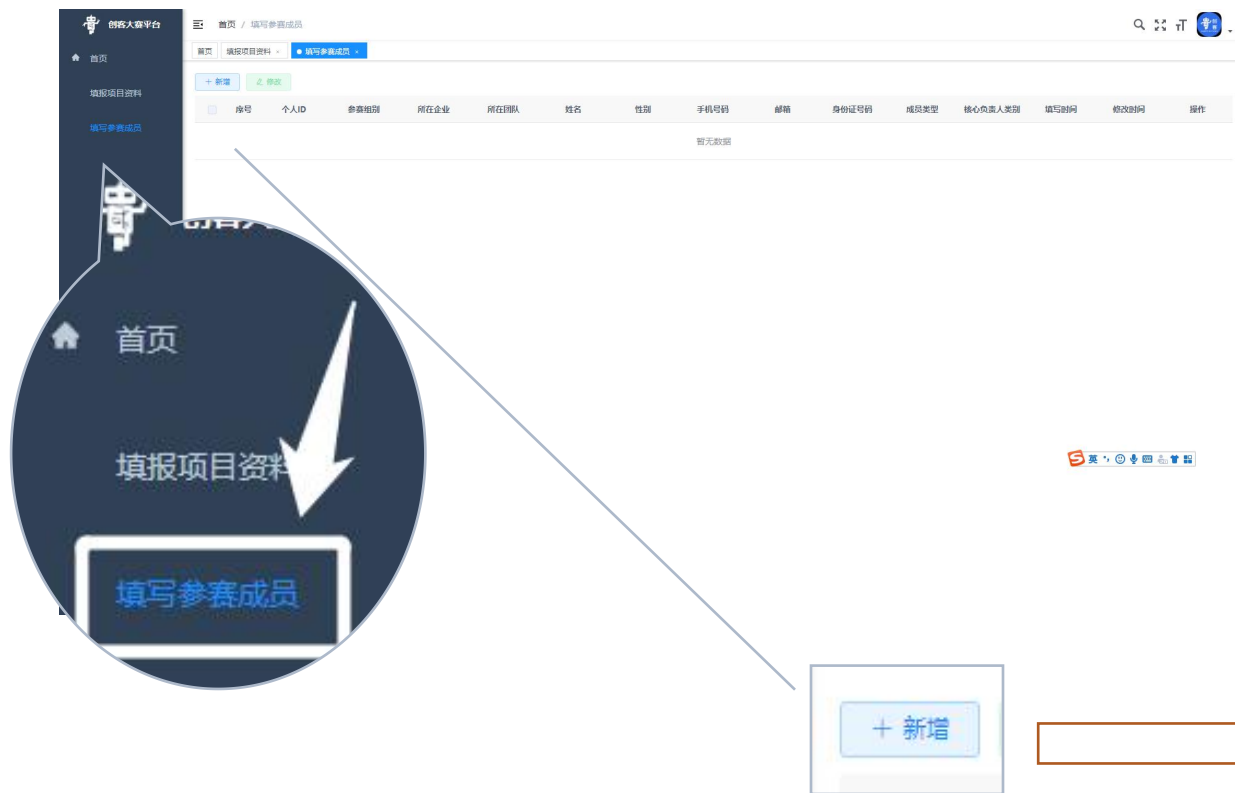 创客大赛平台
首页 / 填写参赛成员
首页
填报项目资料
填写参赛成员
首页 填报项目资料 × ● 填写参赛成员 ×
+ 新增 修改
序号 个人ID 参赛组别 所在企业 所在团队 姓名 性别 手机号码 邮箱 身份证号码 成员类型 核心负责人类别 填写时间 修改时间 操作
暂无数据
首页
填报项目资料
填写参赛成员
英
+ 新增